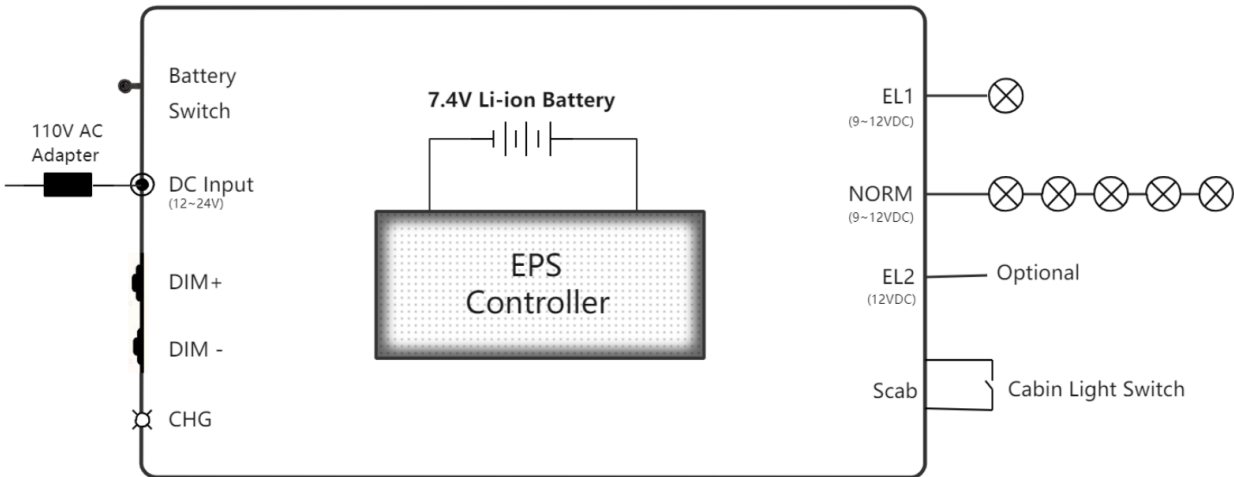 Battery
Switch
110V AC
Adapter
DC Input
(12~24V)
DIM+
DIM -
CHG
7.4V Li-ion Battery
EPS
Controller
EL1
(9~12VDC)
NORM
(9~12VDC)
EL2
(12VDC)
Optional
Scab
Cabin Light Switch